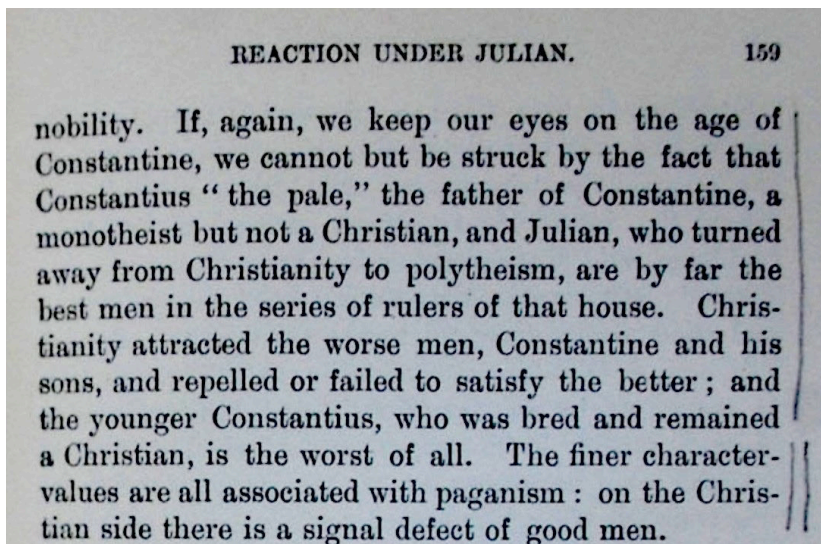 REACTION UNDER JULIAN. 159
nobility. If, again, we keep our eyes on the age of
Constantine, we cannot but be struck by the fact that
Constantius “ the pale,” the father of Constantine, a
monotheist but not a Christian, and Julian, who turned
away from Christianity to polytheism, are by far the
best men in the series of rulers of that house. Chris-
tianity attracted the worse men, Constantine and his
sons, and repelled or failed to satisfy the better ; and
the younger Constantius, who was bred and remained
a Christian, is the worst of all. The finer character-
values are all associated with paganism : on the Chris-
tian side there is a signal defect of good men.